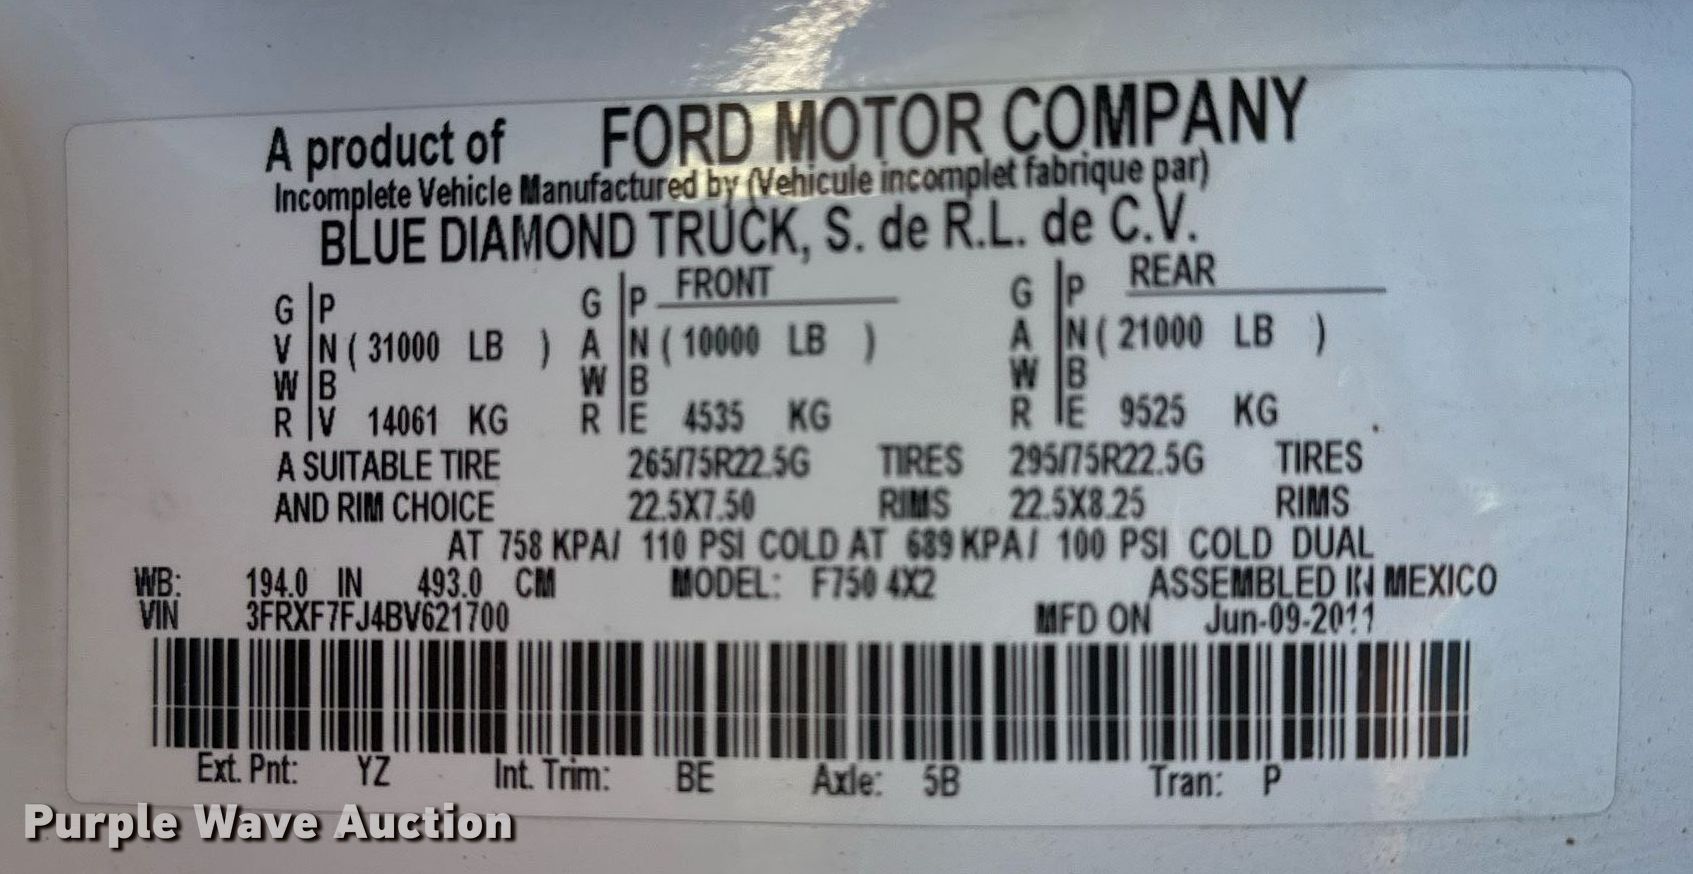 A product of FORD MOTOR COMPANY
Incomplete Vehicle Manufactured by (Vehicule incomplet fabrique par)
BLUE DIAMOND TRUCK, S. de R.L. de C.V.
FRONT REAR
G P G P G P
V N ( 31000 LB ) A N ( 10000 LB ) A N ( 21000 LB )
W B W B W B
R V 14061 KG R E 4535 KG R E 9525 KG
A SUITABLE TIRE 265/75R22.5G TIRES 295/75R22.5G TIRES
AND RIM CHOICE 22.5X7.50 RIMS 22.5X8.25 RIMS
AT 758 KPA/ 110 PSI COLD AT 689 KPA/ 100 PSI COLD DUAL
WB: 194.0 IN 493.0 CM MODEL: F750 4X2 ASSEMBLED IN MEXICO
VIN 3FRXF7FJ4BV621700 MFD ON Jun-09-2011
Ext. Pnt: YZ Int. Trim: BE Axle: 5B Tran: P
Purple Wave Auction